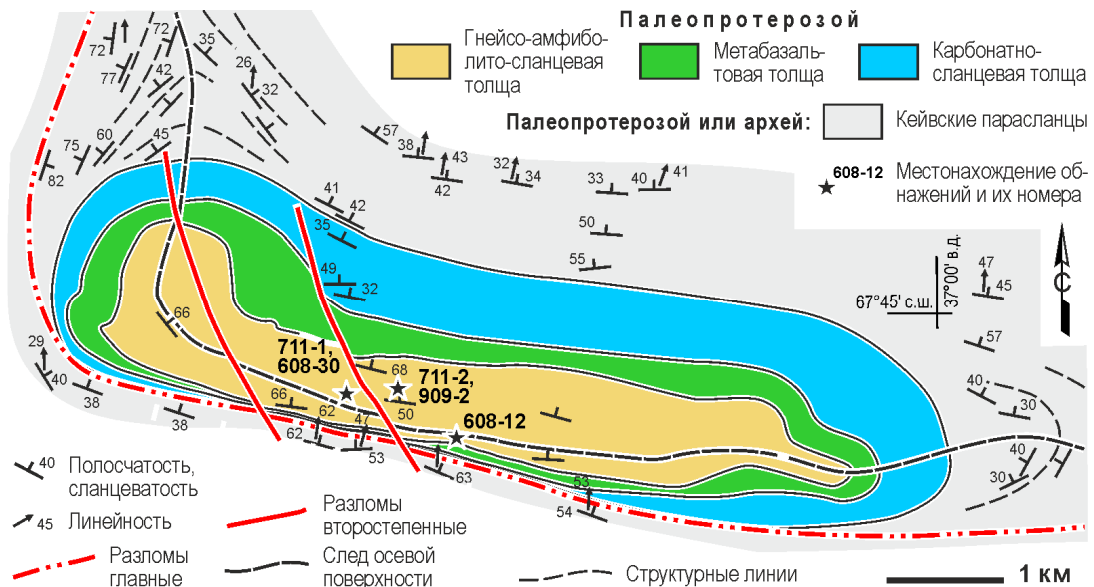 Палеопротерозой
Гнейсо-амфибо-
лито-сланцевая
толща
Метабазаль-
товая толща
Карбонатно-
сланцевая толща
Палеопротерозой или архей:
Кейвские парасланцы
608-12
Местонахождение об-
нажений и их номера
72
72
35
77
42
26
32
60
45
75
82
57
38
43
42
32
34
33
40
41
41
42
35
50
55
49
32
67°45' с.ш.
37°00' в.д.
47
45
С
57
66
29
40
38
38
711-1,
608-30
68
711-2,
909-2
66
62
47
50
608-12
62
53
63
53
54
40
30
40
30
40
Полосчатость,
сланцеватость
45
Линейность
Разломы
главные
Разломы
второстепенные
След осевой
поверхности
Структурные линии
1 км